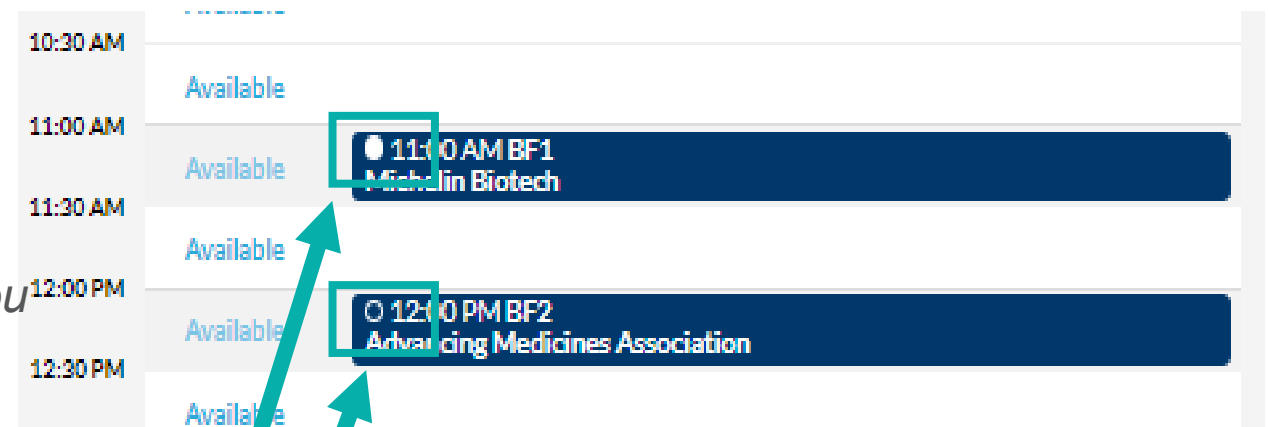 10:30 AM
Available
11:00 AM
Available
11:00 AM BF1
Michelin Biotech
11:30 AM
Available
12:00 PM
Available
12:00 PM BF2
Advancing Medicines Association
12:30 PM
Available